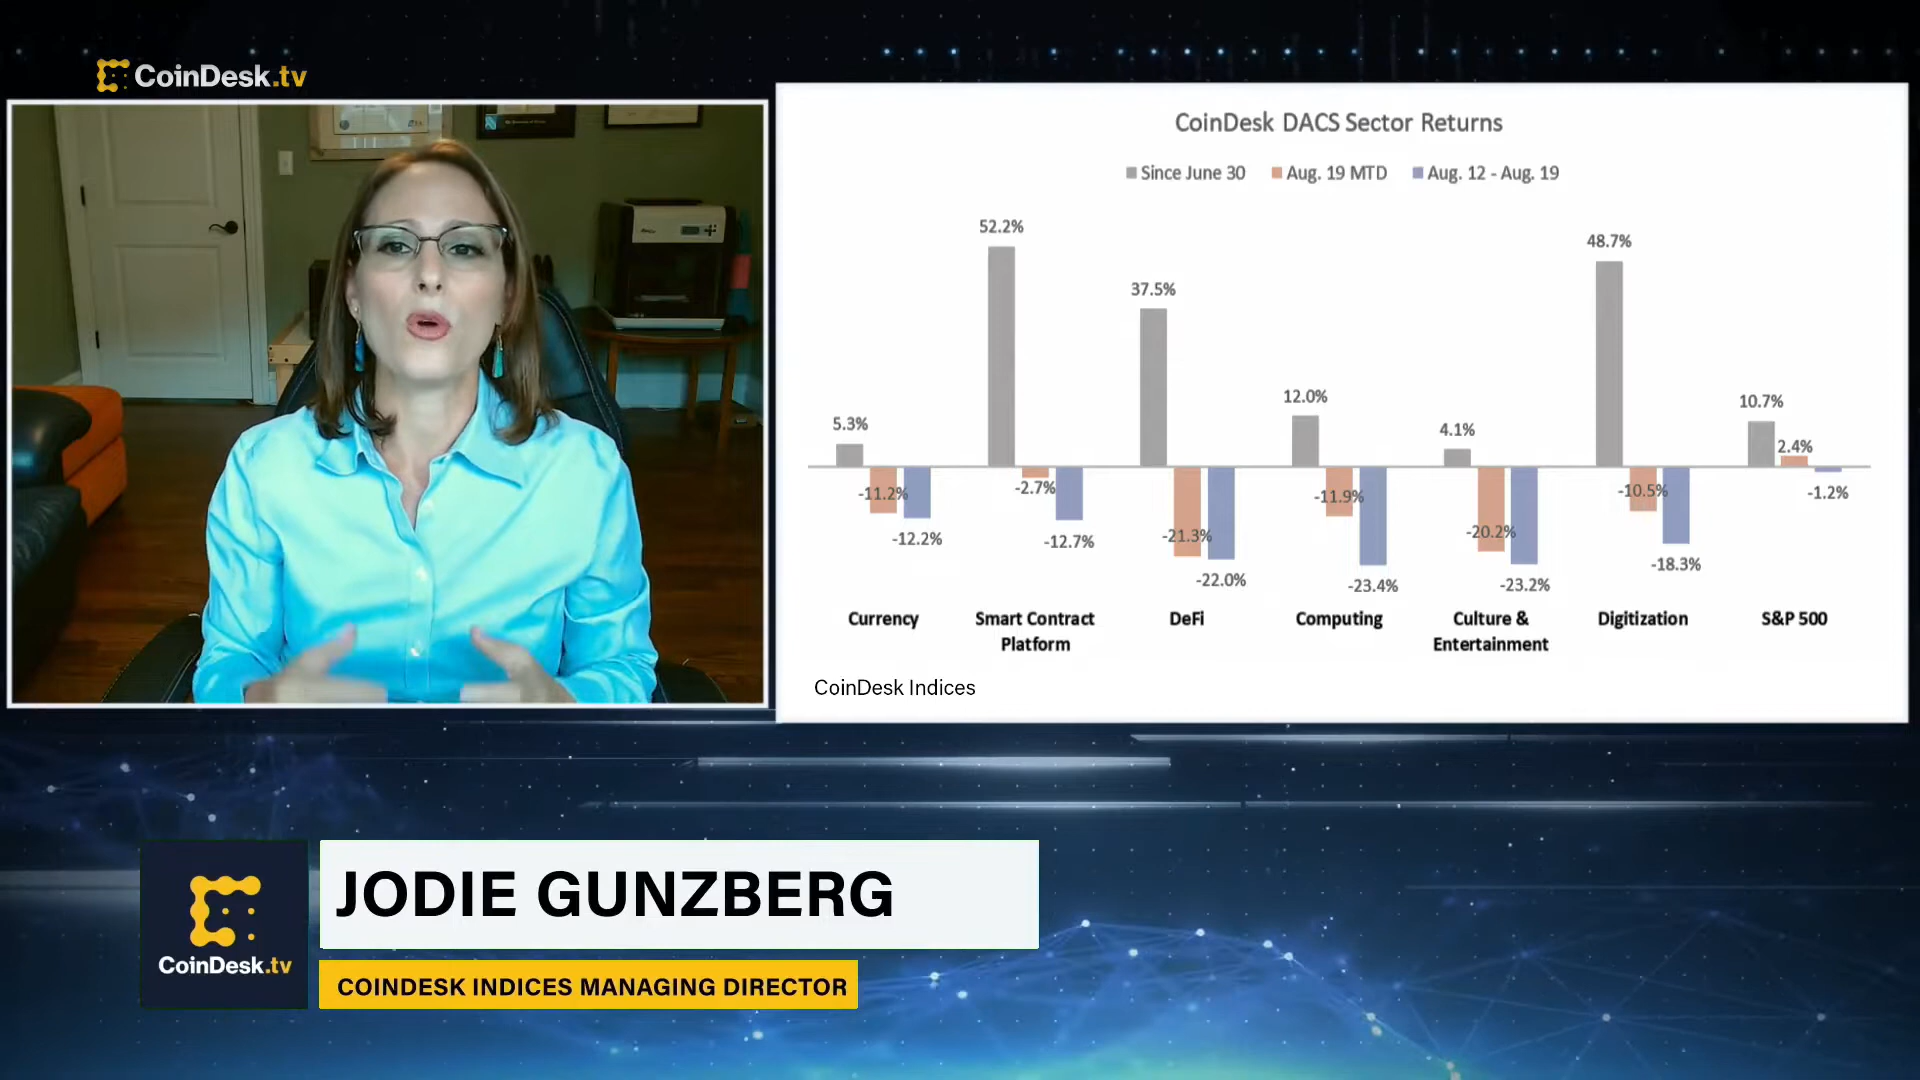 CoinDesk.tv
CoinDesk DACS Sector Returns
Since June 30 Aug. 19 MTD Aug. 12 - Aug. 19
52.2%
48.7%
37.5%
12.0%
10.7%
5.3%
4.1%
2.4%
-11.2%
-2.7%
-11.9%
-10.5%
-1.2%
-12.2%
-12.7%
-21.3%
-20.2%
-18.3%
-22.0%
-23.4%
-23.2%
Currency
Smart Contract
Platform
DeFi
Computing
Culture &
Entertainment
Digitization
S&P 500
CoinDesk Indices
JODIE GUNZBERG
CoinDesk.tv
COINDESK INDICES MANAGING DIRECTOR